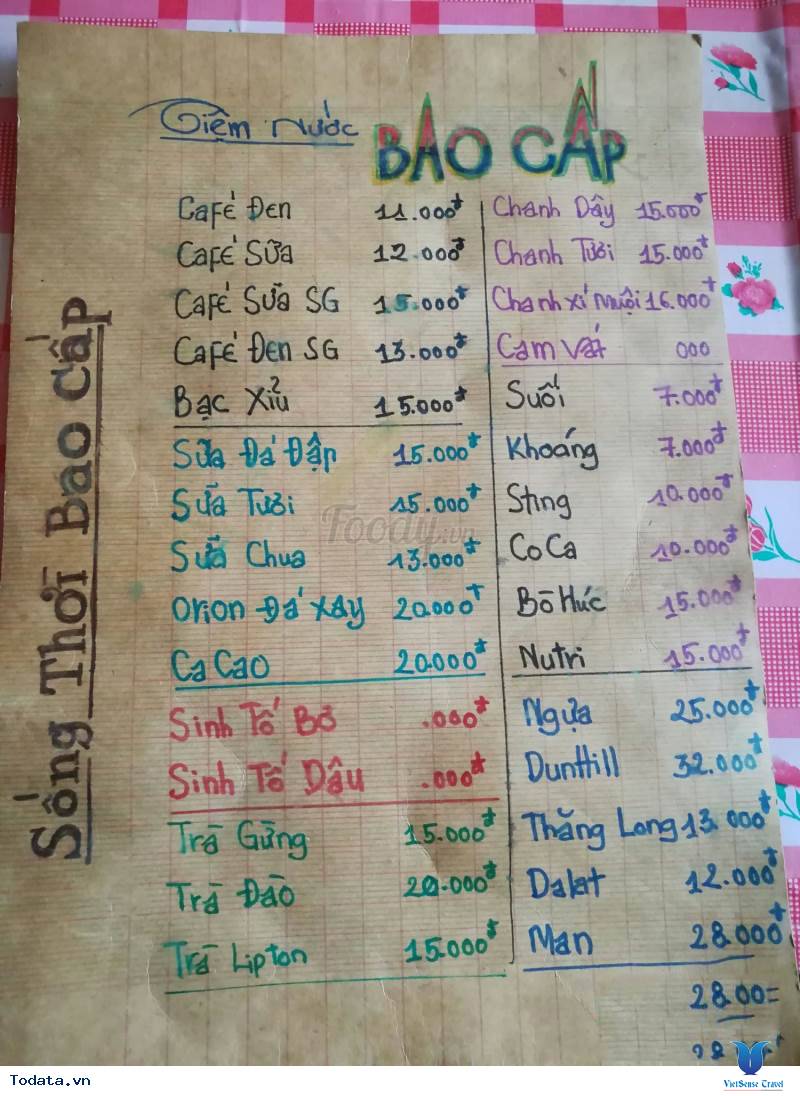 Tiệm nước BAO CẤP
Sống Thời Bao Cấp
Café Đen 11.000đ
Café Sữa 12.000đ
Café Sữa SG 15.000đ
Café Đen SG 13.000đ
Bạc Xỉu 15.000đ
Sữa Đá Đập 15.000đ
Sữa Tươi 15.000đ
Sữa Chua 13.000đ
Orion Đá Xay 20.000đ
Ca Cao 20.000đ
Sinh Tố Bơ .000đ
Sinh Tố Dâu .000đ
Trà Gừng 15.000đ
Trà Đào 20.000đ
Trà Lipton 15.000đ
Chanh Dây 15.000đ
Chanh Tươi 15.000đ
Chanh xí muội 16.000đ
Cam vắt 000
Suối 7.000đ
Khoáng 7.000đ
Sting 10.000đ
CoCa 10.000đ
Bò Húc 15.000đ
Nutri 15.000đ
Ngựa 25.000đ
Dunhill 32.000đ
Thăng Long 13.000đ
Dalat 12.000đ
Man 28.000đ
28.00=
28
Foody.vn
Todata.vn
VietSense Travel